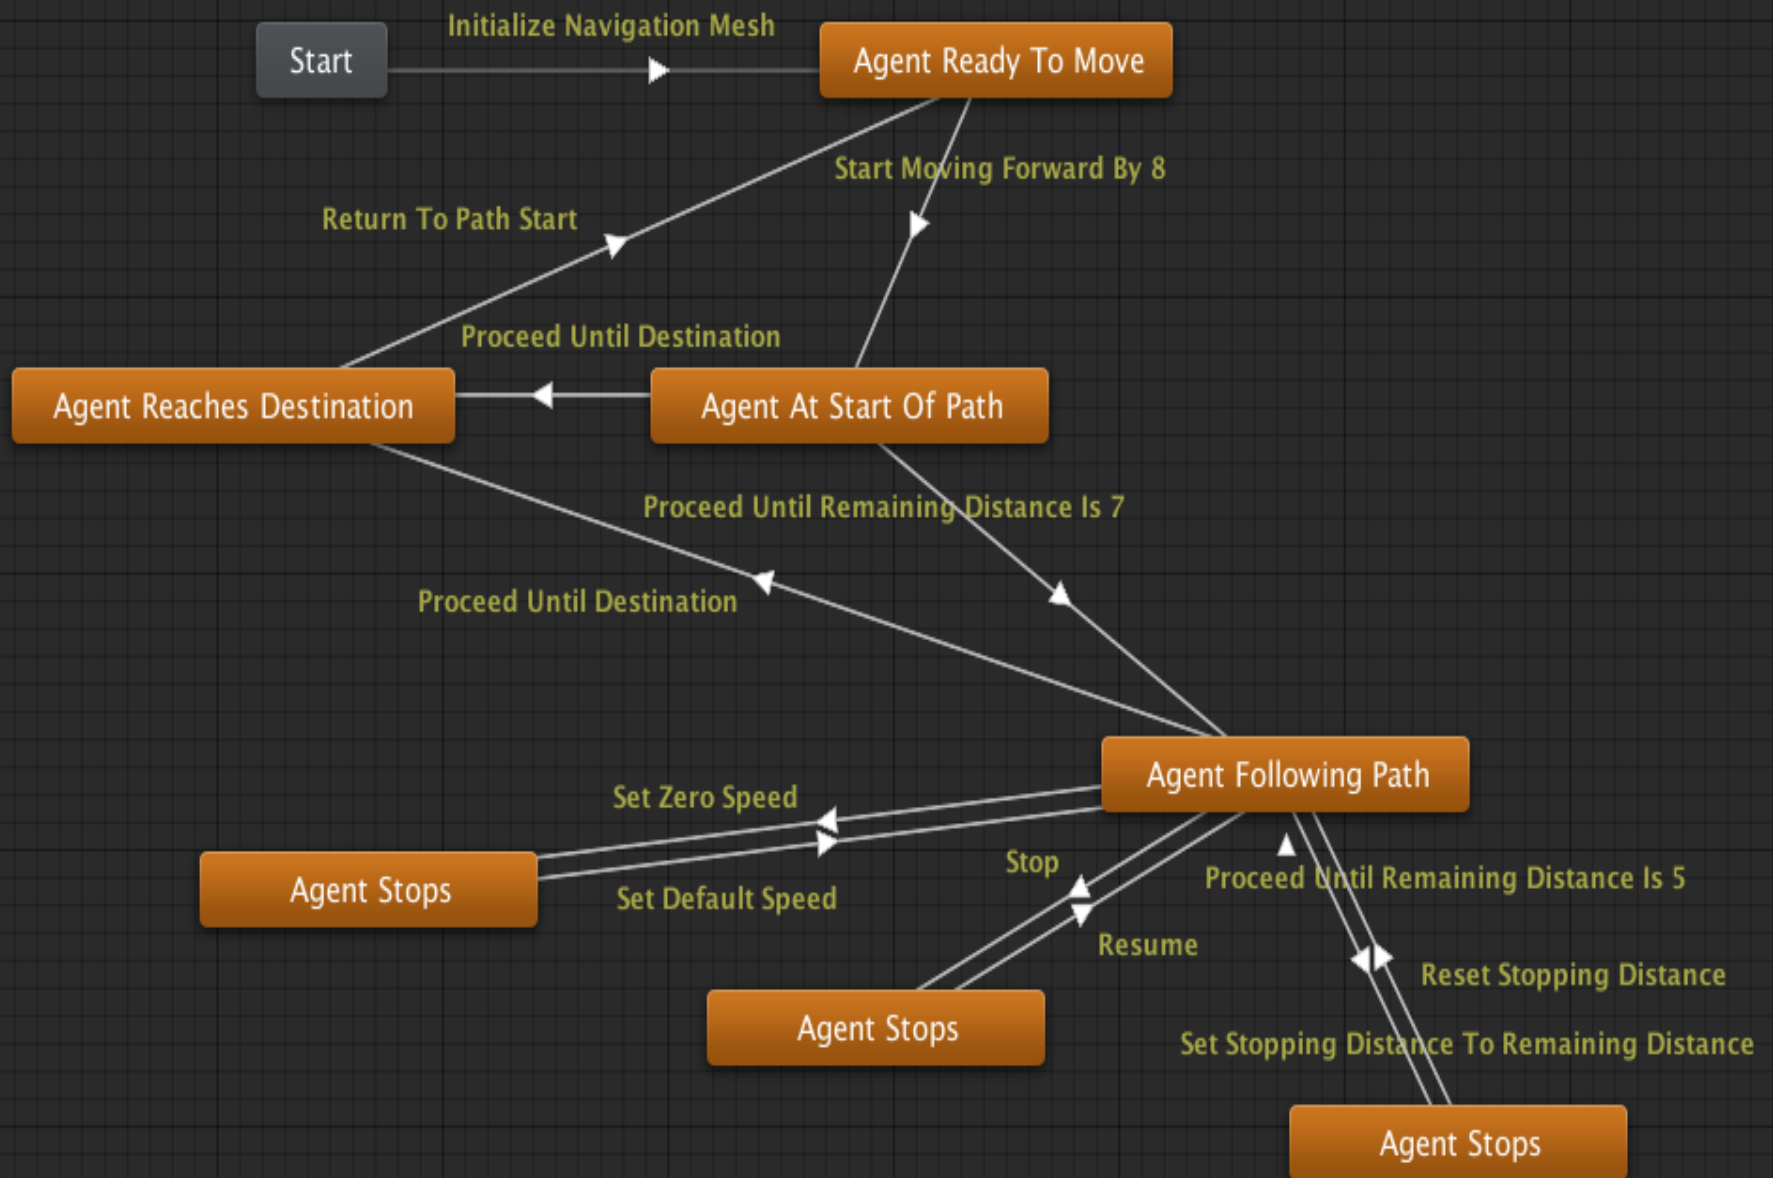 Initialize Navigation Mesh
Start
Agent Ready To Move
Start Moving Forward By 8
Return To Path Start
Proceed Until Destination
Agent Reaches Destination
Agent At Start Of Path
Proceed Until Remaining Distance Is 7
Proceed Until Destination
Agent Following Path
Set Zero Speed
Stop
Proceed Until Remaining Distance Is 5
Agent Stops
Set Default Speed
Resume
Reset Stopping Distance
Agent Stops
Set Stopping Distance To Remaining Distance
Agent Stops